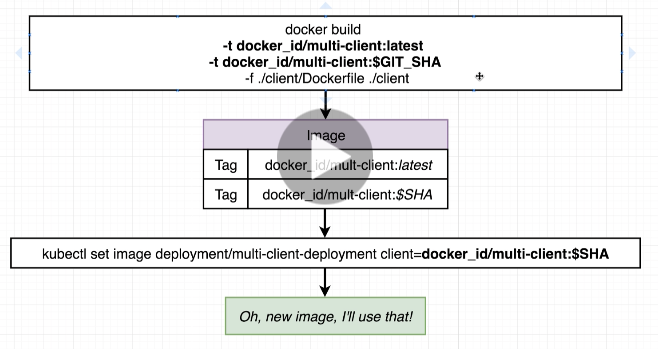 docker build
-t docker_id/multi-client:latest
-t docker_id/multi-client:$GIT_SHA
-f ./client/Dockerfile ./client
Image
Tag docker_id/mult-client:latest
Tag docker_id/mult-client:$SHA
kubectl set image deployment/multi-client-deployment client=docker_id/multi-client:$SHA
Oh, new image, I'll use that!